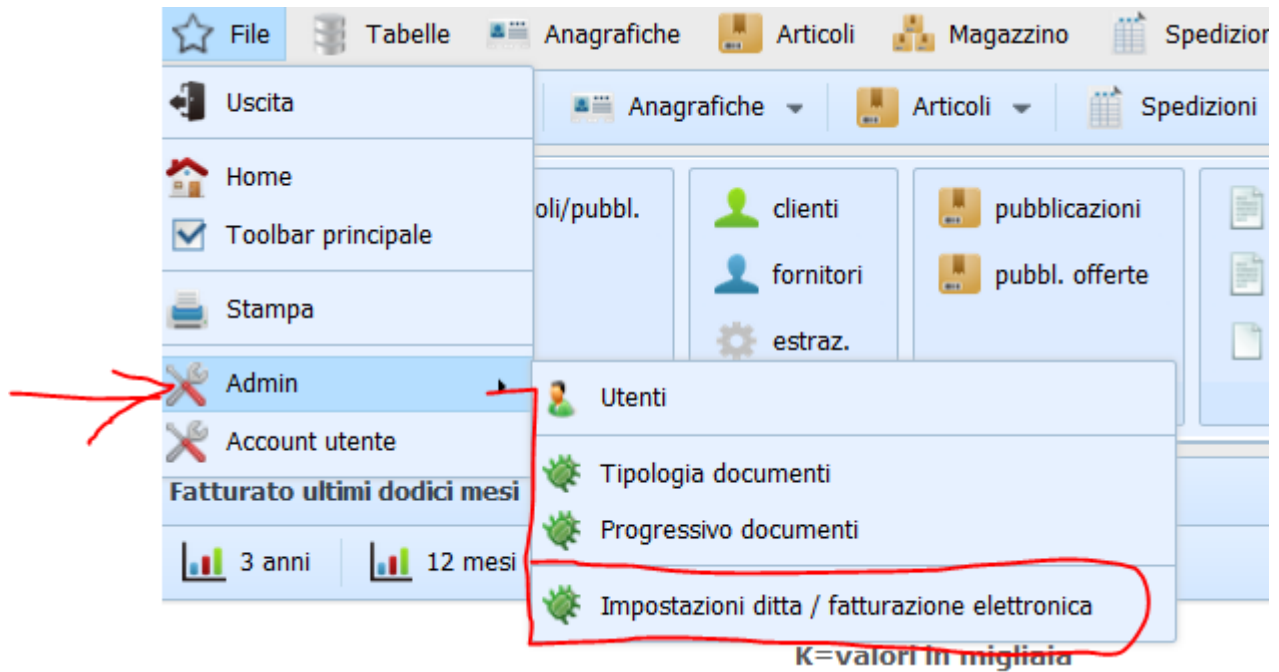 File Tabelle Anagrafiche Articoli Magazzino Spedizion
Uscita Anagrafiche Articoli Spedizioni
Home
Toolbar principale
oli/pubbl. clienti pubblicazioni
fornitori pubbl. offerte
Stampa
estraz.
Admin
Account utente
Utenti
Tipologia documenti
Progressivo documenti
Impostazioni ditta / fatturazione elettronica
Fatturato ultimi dodici mesi
3 anni 12 mesi
K=valori in migliaia